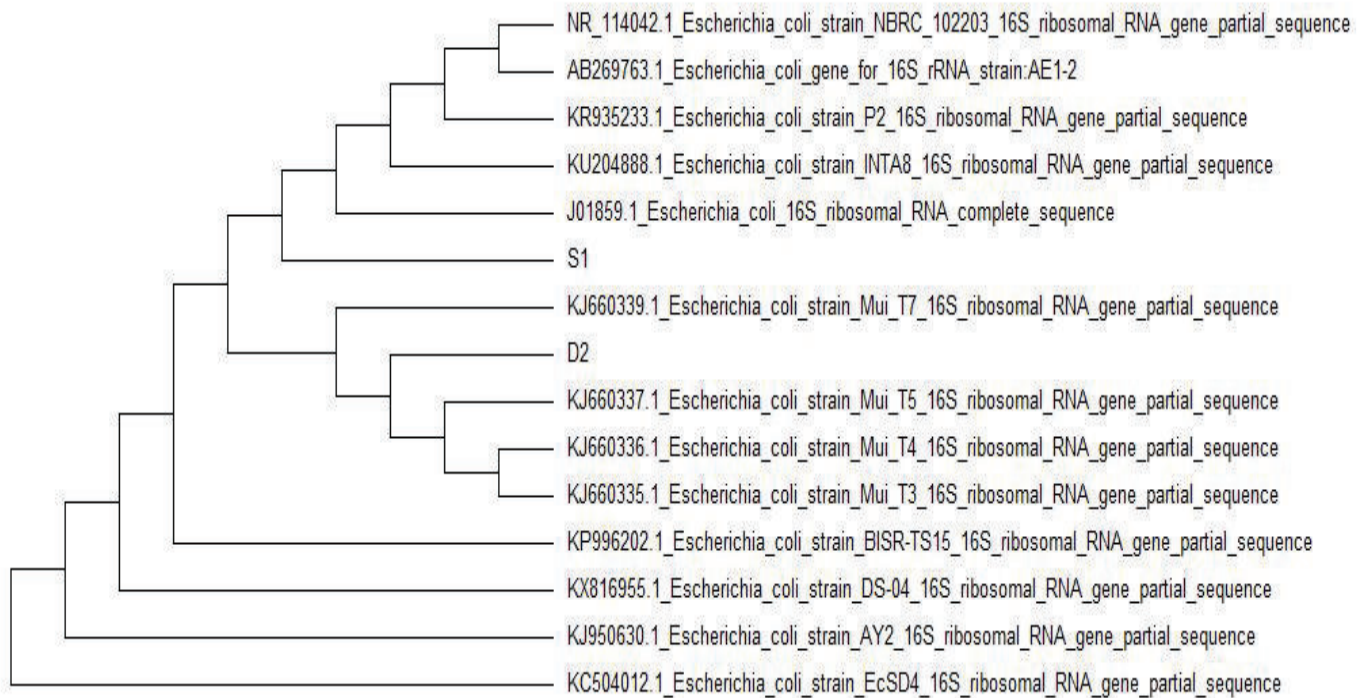 NR_114042.1_Escherichia_coli_strain_NBRC_102203_16S_ribosomal_RNA_gene_partial_sequence
AB269763.1_Escherichia_coli_gene_for_16S_rRNA_strain:AE1-2
KR935233.1_Escherichia_coli_strain_P2_16S_ribosomal_RNA_gene_partial_sequence
KU204888.1_Escherichia_coli_strain_INTA8_16S_ribosomal_RNA_gene_partial_sequence
J01859.1_Escherichia_coli_16S_ribosomal_RNA_complete_sequence
S1
KJ660339.1_Escherichia_coli_strain_Mui_T7_16S_ribosomal_RNA_gene_partial_sequence
D2
KJ660337.1_Escherichia_coli_strain_Mui_T5_16S_ribosomal_RNA_gene_partial_sequence
KJ660336.1_Escherichia_coli_strain_Mui_T4_16S_ribosomal_RNA_gene_partial_sequence
KJ660335.1_Escherichia_coli_strain_Mui_T3_16S_ribosomal_RNA_gene_partial_sequence
KP996202.1_Escherichia_coli_strain_BISR-TS15_16S_ribosomal_RNA_gene_partial_sequence
KX816955.1_Escherichia_coli_strain_DS-04_16S_ribosomal_RNA_gene_partial_sequence
KJ950630.1_Escherichia_coli_strain_AY2_16S_ribosomal_RNA_gene_partial_sequence
KC504012.1_Escherichia_coli_strain_EcSD4_16S_ribosomal_RNA_gene_partial_sequence